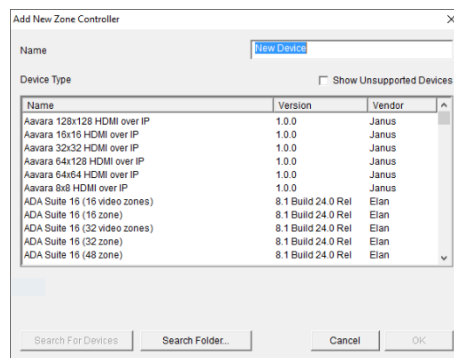 Add New Zone Controller
Name New Device
Device Type Show Unsupported Devices
Name Version Vendor
Aavara 128x128 HDMI over IP 1.0.0 Janus
Aavara 16x16 HDMI over IP 1.0.0 Janus
Aavara 32x32 HDMI over IP 1.0.0 Janus
Aavara 64x128 HDMI over IP 1.0.0 Janus
Aavara 64x64 HDMI over IP 1.0.0 Janus
Aavara 8x8 HDMI over IP 1.0.0 Janus
ADA Suite 16 (16 video zones) 8.1 Build 24.0 Rel Elan
ADA Suite 16 (16 zone) 8.1 Build 24.0 Rel Elan
ADA Suite 16 (32 video zones) 8.1 Build 24.0 Rel Elan
ADA Suite 16 (32 zone) 8.1 Build 24.0 Rel Elan
ADA Suite 16 (48 zone) 8.1 Build 24.0 Rel Elan
Search For Devices Search Folder... Cancel OK